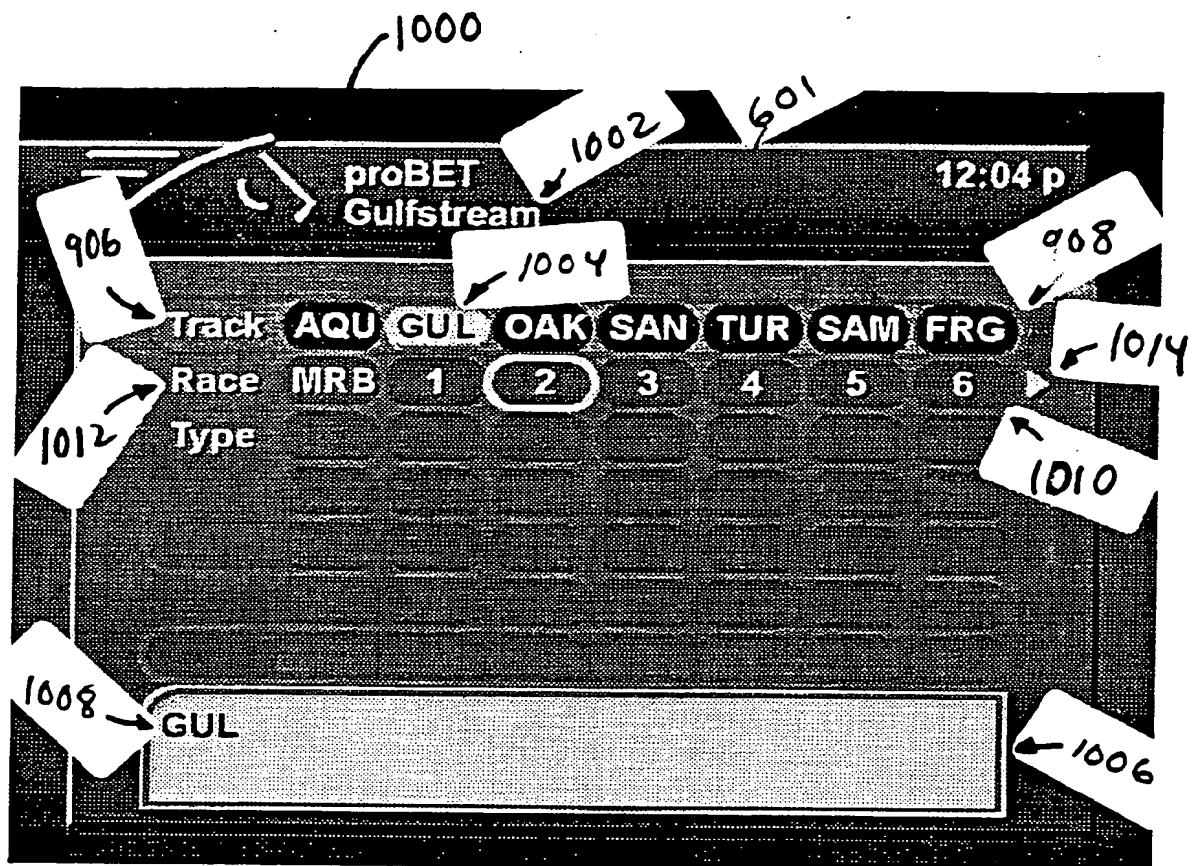 1000
601
1002
proBET
12:04 p
Gulfstream
906
1004
908
Track AQU GUL OAK SAN TUR SAM FRG
1014
Race MRB 1 2 3 4 5 6
1012
Type
1010
1008
GUL
1006